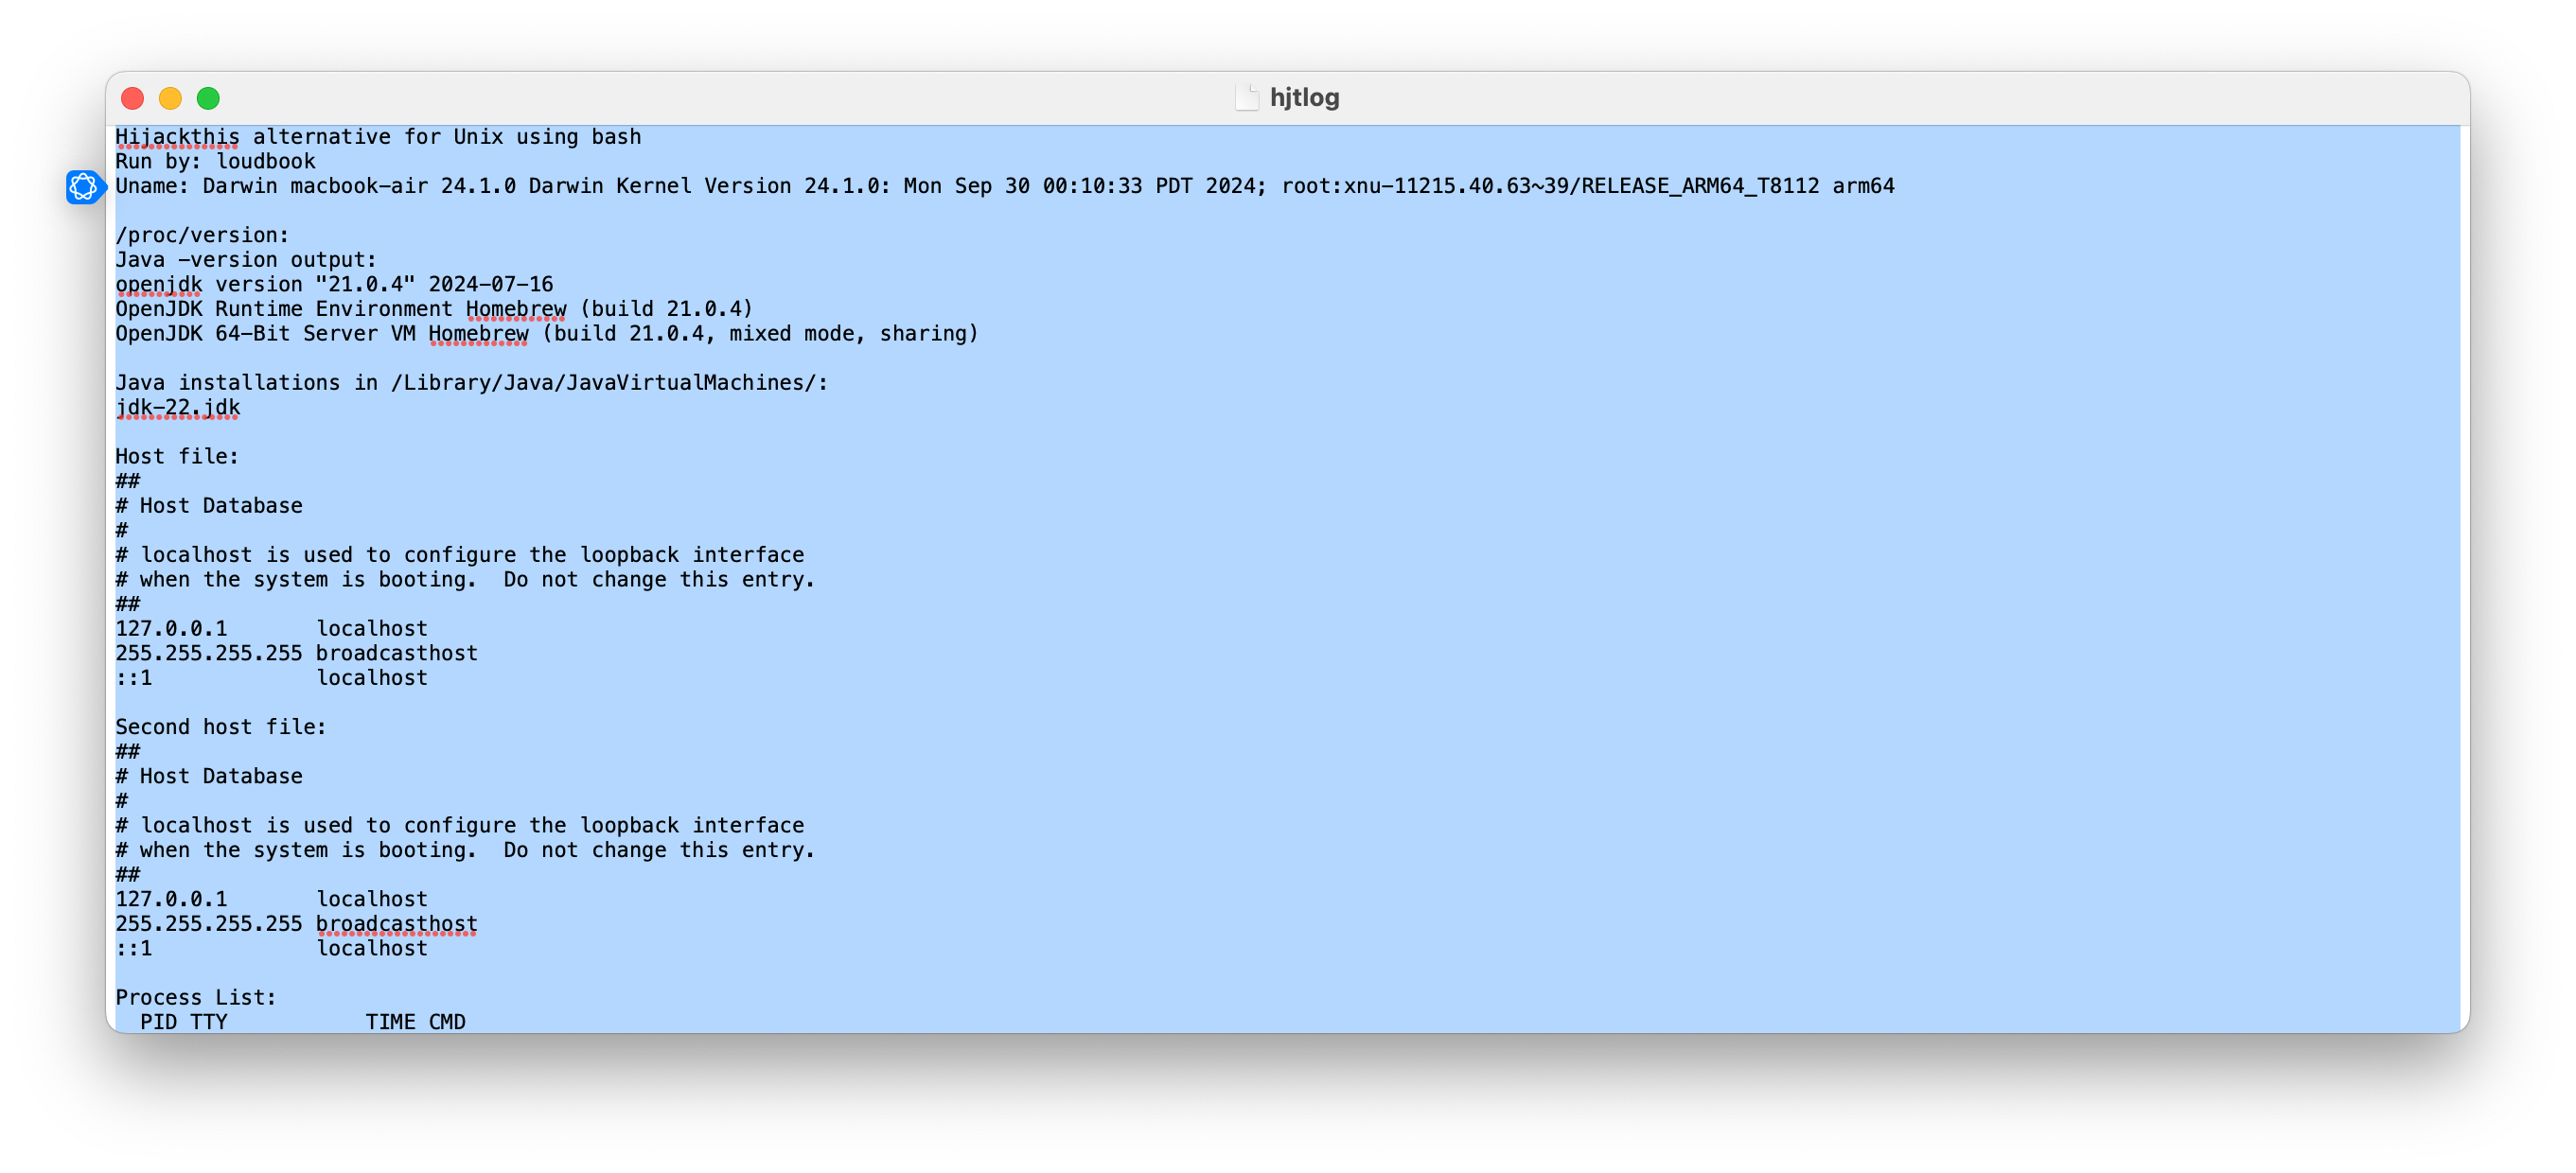 hjtlog
Hijackthis alternative for Unix using bash
Run by: loudbook
Uname: Darwin macbook-air 24.1.0 Darwin Kernel Version 24.1.0: Mon Sep 30 00:10:33 PDT 2024; root:xnu-11215.40.63~39/RELEASE_ARM64_T8112 arm64

/proc/version:
Java -version output:
openjdk version "21.0.4" 2024-07-16
OpenJDK Runtime Environment Homebrew (build 21.0.4)
OpenJDK 64-Bit Server VM Homebrew (build 21.0.4, mixed mode, sharing)

Java installations in /Library/Java/JavaVirtualMachines/:
jdk-22.jdk

Host file:
##
# Host Database
#
# localhost is used to configure the loopback interface
# when the system is booting.  Do not change this entry.
##
127.0.0.1       localhost
255.255.255.255 broadcasthost
::1             localhost

Second host file:
##
# Host Database
#
# localhost is used to configure the loopback interface
# when the system is booting.  Do not change this entry.
##
127.0.0.1       localhost
255.255.255.255 broadcasthost
::1             localhost

Process List:
  PID TTY           TIME CMD